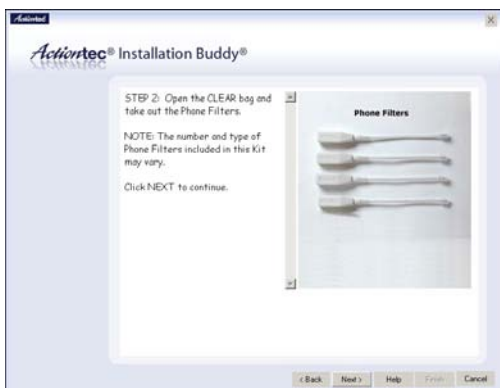 Actiontec
Actiontec® Installation Buddy®
STEP 2: Open the CLEAR bag and
take out the Phone Filters.
NOTE: The number and type of
Phone Filters included in this Kit
may vary.
Click NEXT to continue.
Phone Filters
< Back Next > Help Finish Cancel